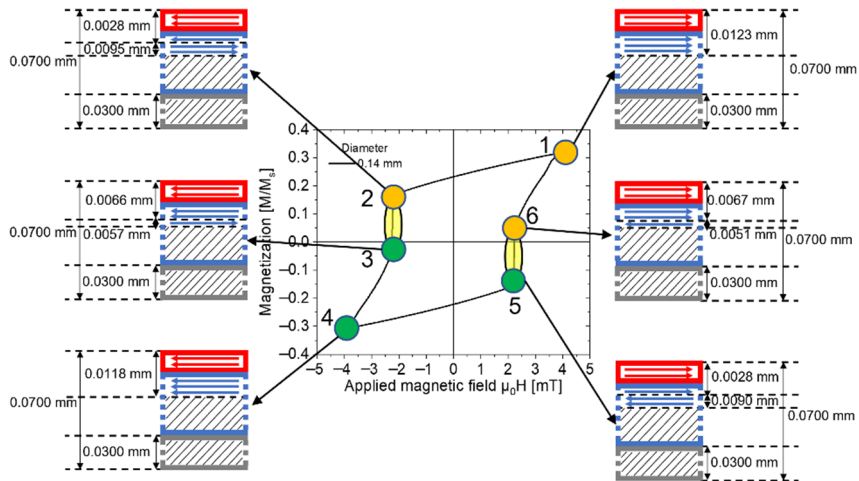 0.0028 mm
0.0095 mm
0.0700 mm
0.0300 mm
0.0123 mm
0.0700 mm
0.0300 mm
0.0066 mm
0.0057 mm
0.0700 mm
0.0300 mm
0.0067 mm
0.0051 mm
0.0700 mm
0.0300 mm
0.0118 mm
0.0700 mm
0.0300 mm
0.0028 mm
0.0090 mm
0.0700 mm
0.0300 mm
Magnetization [M/Ms]
0.4
0.3
0.2
0.1
0.0
−0.1
−0.2
−0.3
−0.4
Diameter
0.14 mm
1
2
3
4
5
6
−5 −4 −3 −2 −1 0 1 2 3 4 5
Applied magnetic field μ₀H [mT]